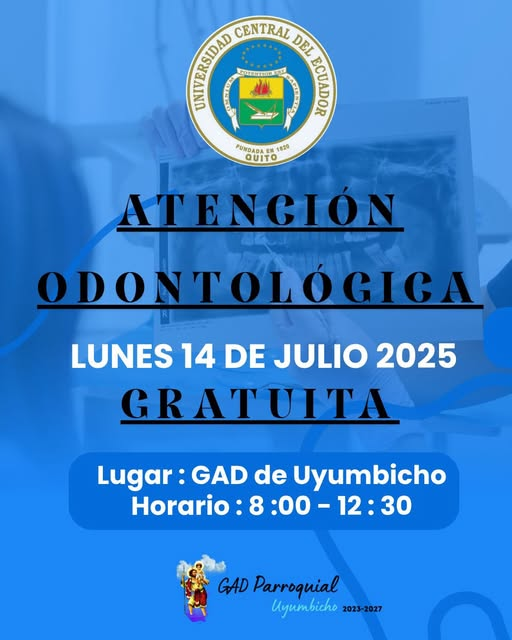 UNIVERSIDAD CENTRAL DEL ECUADOR
FUNDADA EN 1620
QUITO
ATENCIÓN
ODONTOLÓGICA
LUNES 14 DE JULIO 2025
GRATUITA
Lugar : GAD de Uyumbicho
Horario : 8 :00 - 12 : 30
GAD Parroquial
Uyumbicho 2023-2027